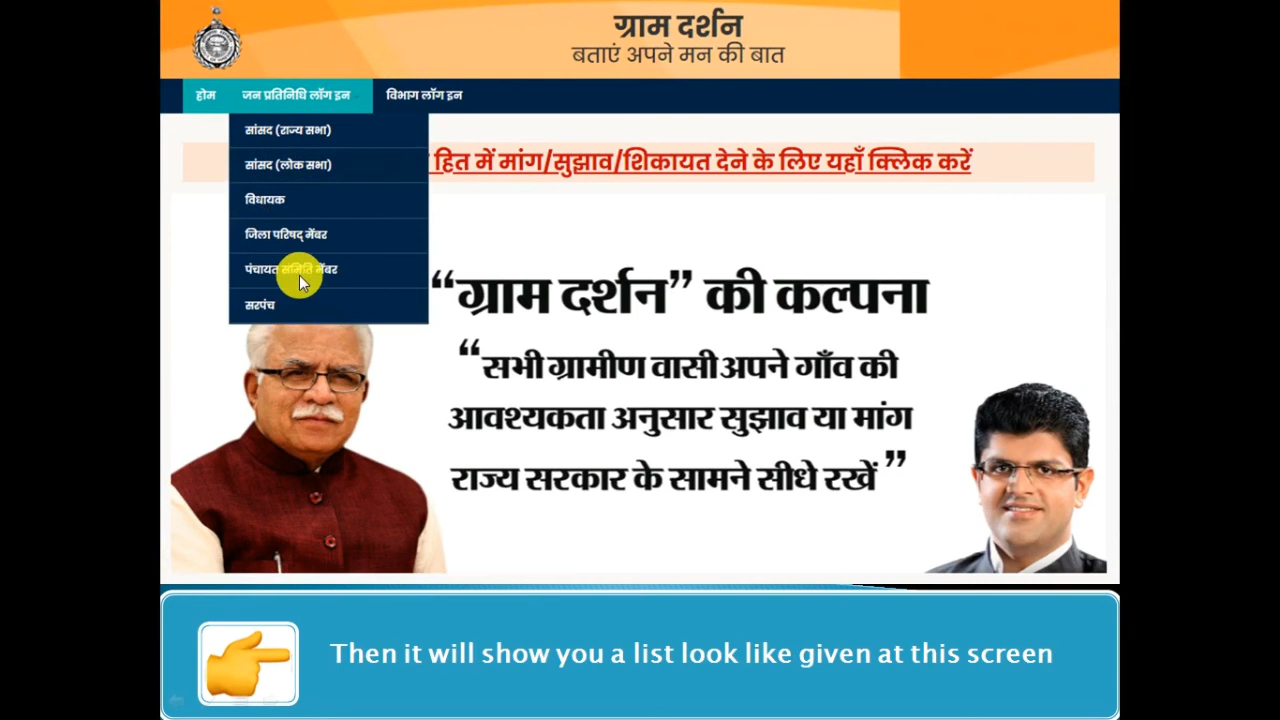 ग्राम दर्शन
बताएं अपने मन की बात
होम जन प्रतिनिधि लॉग इन विभाग लॉग इन
सांसद (राज्य सभा)
हित में मांग/सुझाव/शिकायत देने के लिए यहाँ क्लिक करें
सांसद (लोक सभा)
विधायक
जिला परिषद् मेंबर
पंचायत समिति मेंबर
सरपंच
“ग्राम दर्शन” की कल्पना
“सभी ग्रामीण वासी अपने गाँव की
आवश्यकता अनुसार सुझाव या मांग
राज्य सरकार के सामने सीधे रखें”
Then it will show you a list look like given at this screen